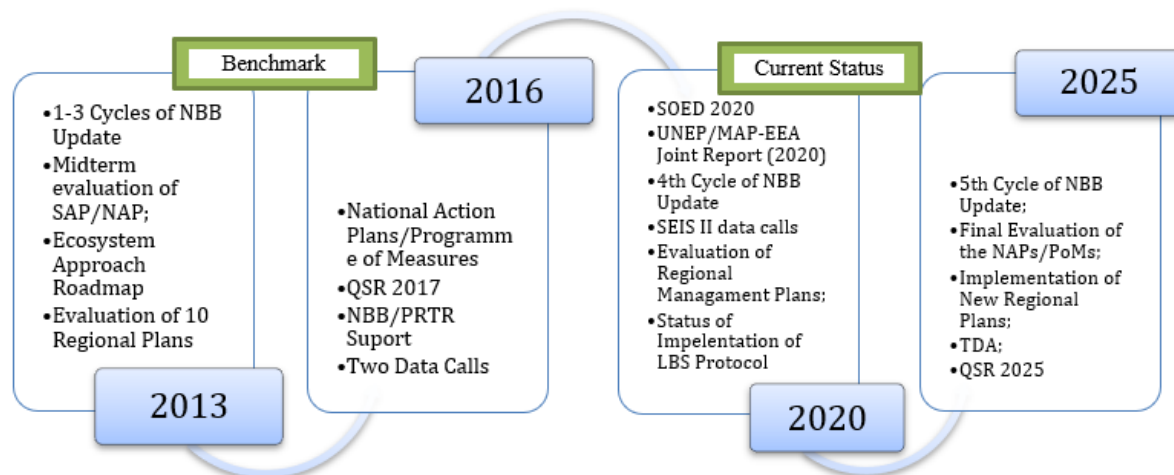 Benchmark
•1-3 Cycles of NBB
Update
•Midterm
evaluation of
SAP/NAP;
•Ecosystem
Approach
Roadmap
•Evaluation of 10
Regional Plans
2013
2016
•National Action
Plans/Programm
e of Measures
•QSR 2017
•NBB/PRTR
Suport
•Two Data Calls
Current Status
•SOED 2020
•UNEP/MAP-EEA
Joint Report (2020)
•4th Cycle of NBB
Update
•SEIS II data calls
•Evaluation of
Regional
Managament Plans;
•Status of
Impelentation of
LBS Protocol
2020
2025
•5th Cycle of NBB
Update;
•Final Evaluation of
the NAPs/PoMs;
•Implementation of
New Regional
Plans;
•TDA;
•QSR 2025